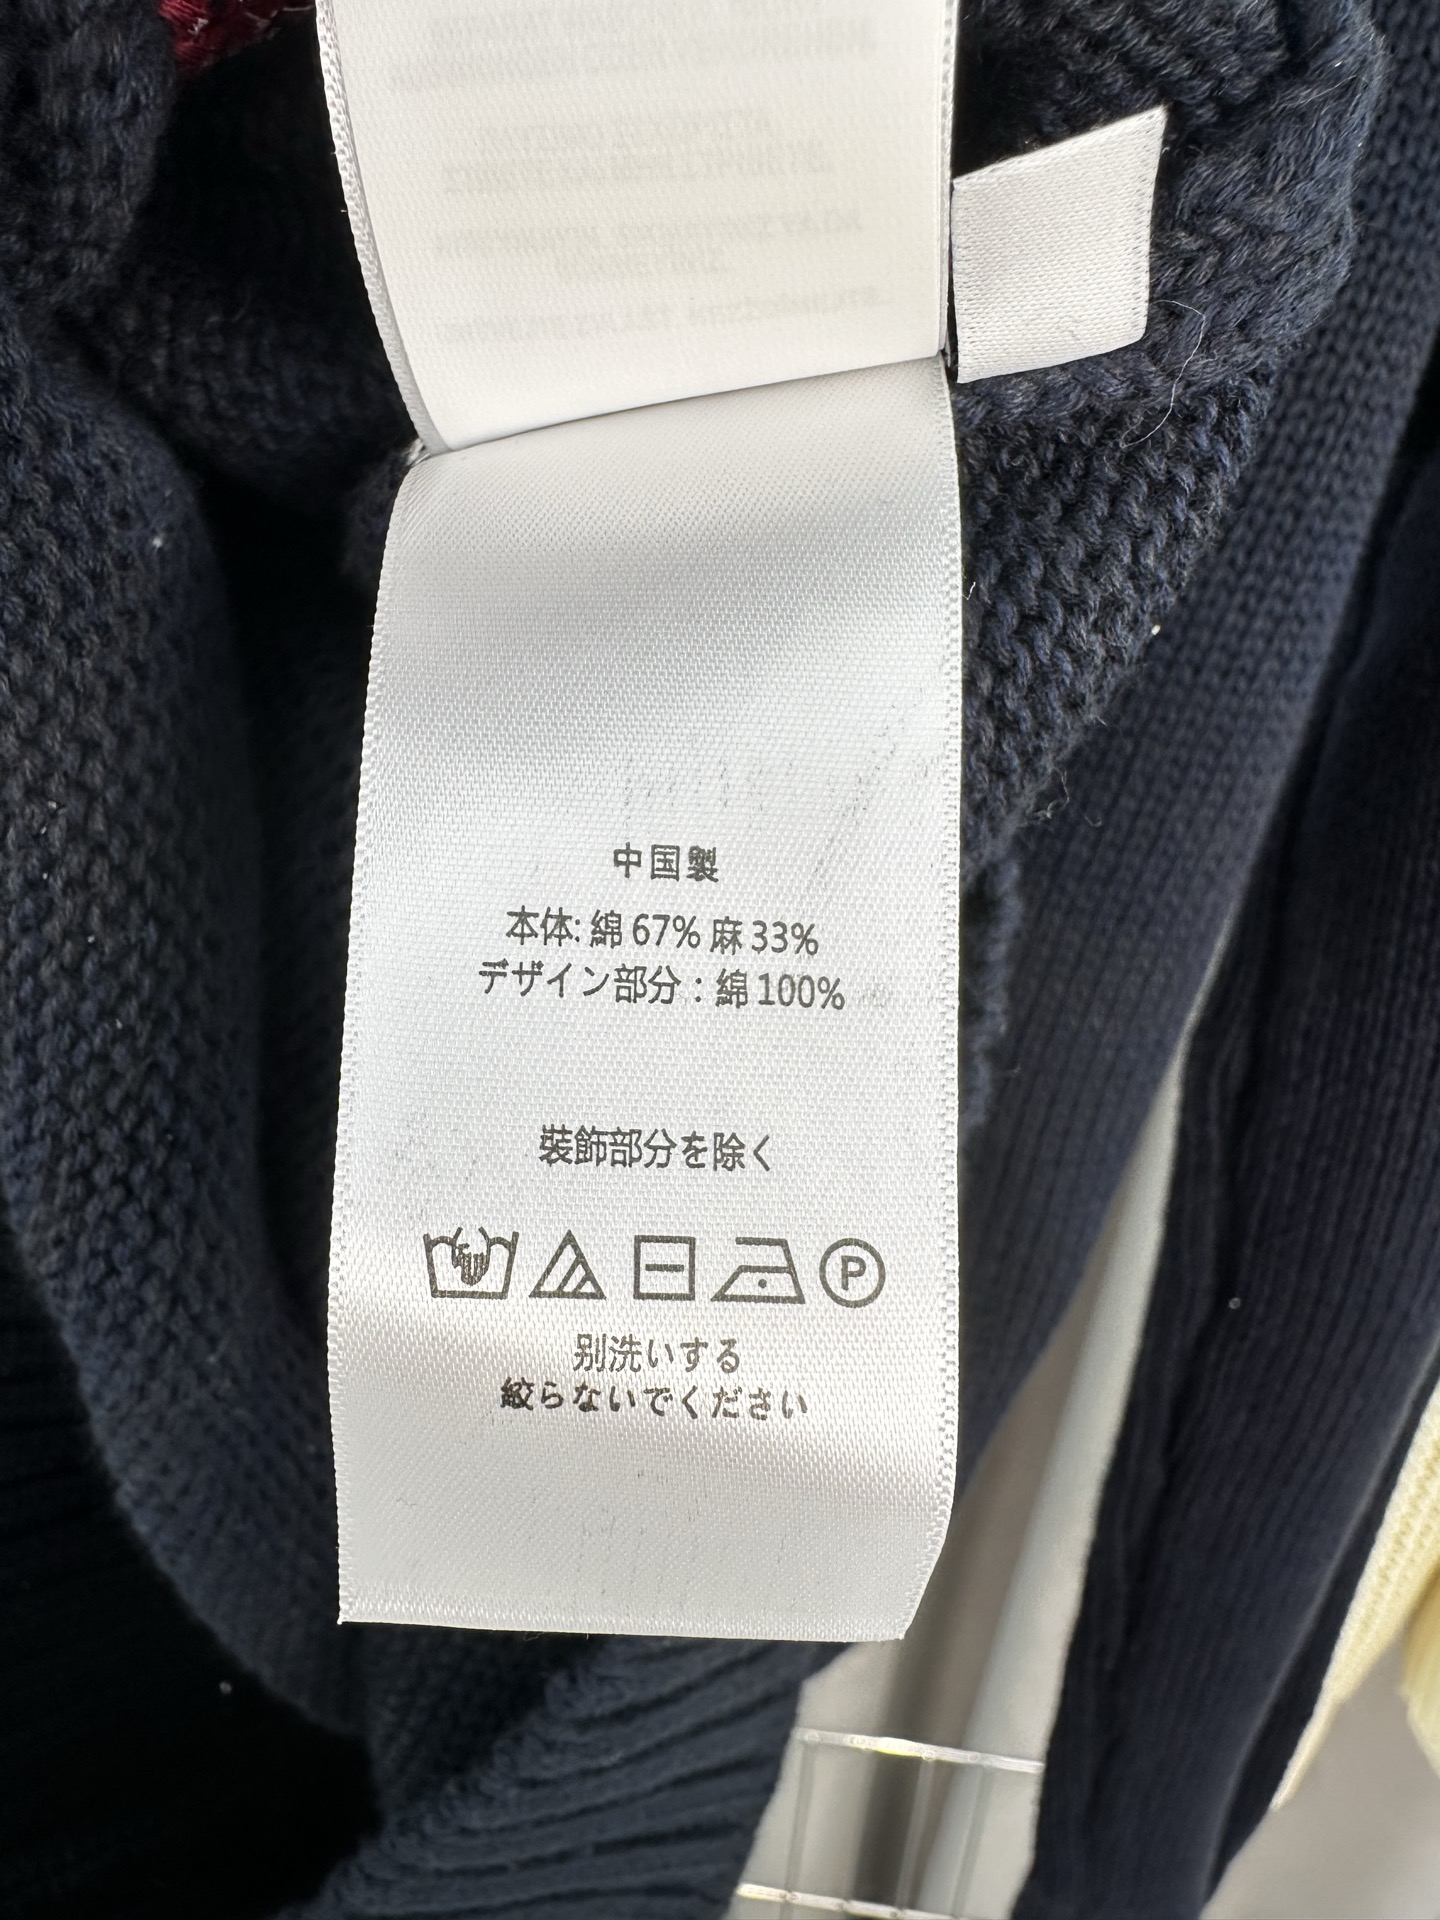 中国製
本体: 綿 67% 麻 33%
デザイン部分：綿 100%
装飾部分を除く
P
別洗いする
絞らないでください